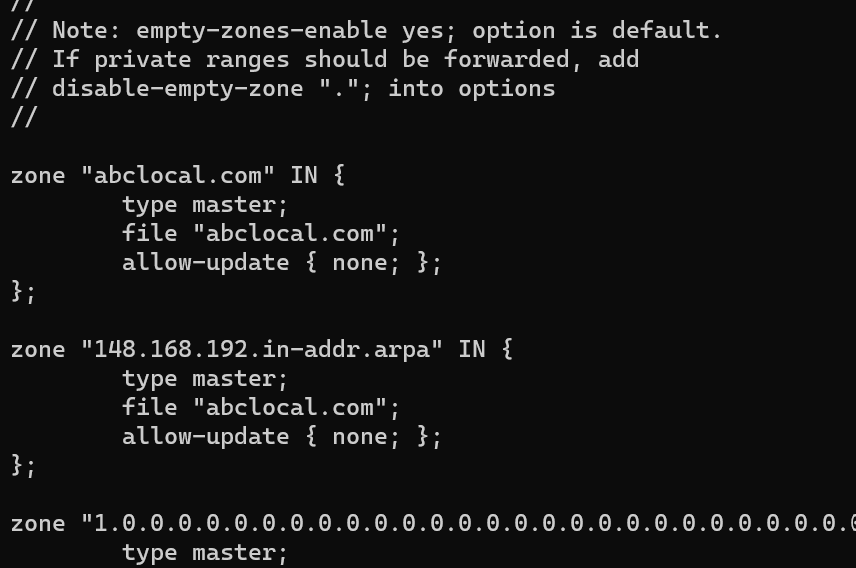 //
// Note: empty-zones-enable yes; option is default.
// If private ranges should be forwarded, add
// disable-empty-zone "."; into options
//
zone "abclocal.com" IN {
type master;
file "abclocal.com";
allow-update { none; };
};
zone "148.168.192.in-addr.arpa" IN {
type master;
file "abclocal.com";
allow-update { none; };
};
zone "1.0.0.0.0.0.0.0.0.0.0.0.0.0.0.0.0.0.0.0.0.0.0.0.0.0.0.0
type master;